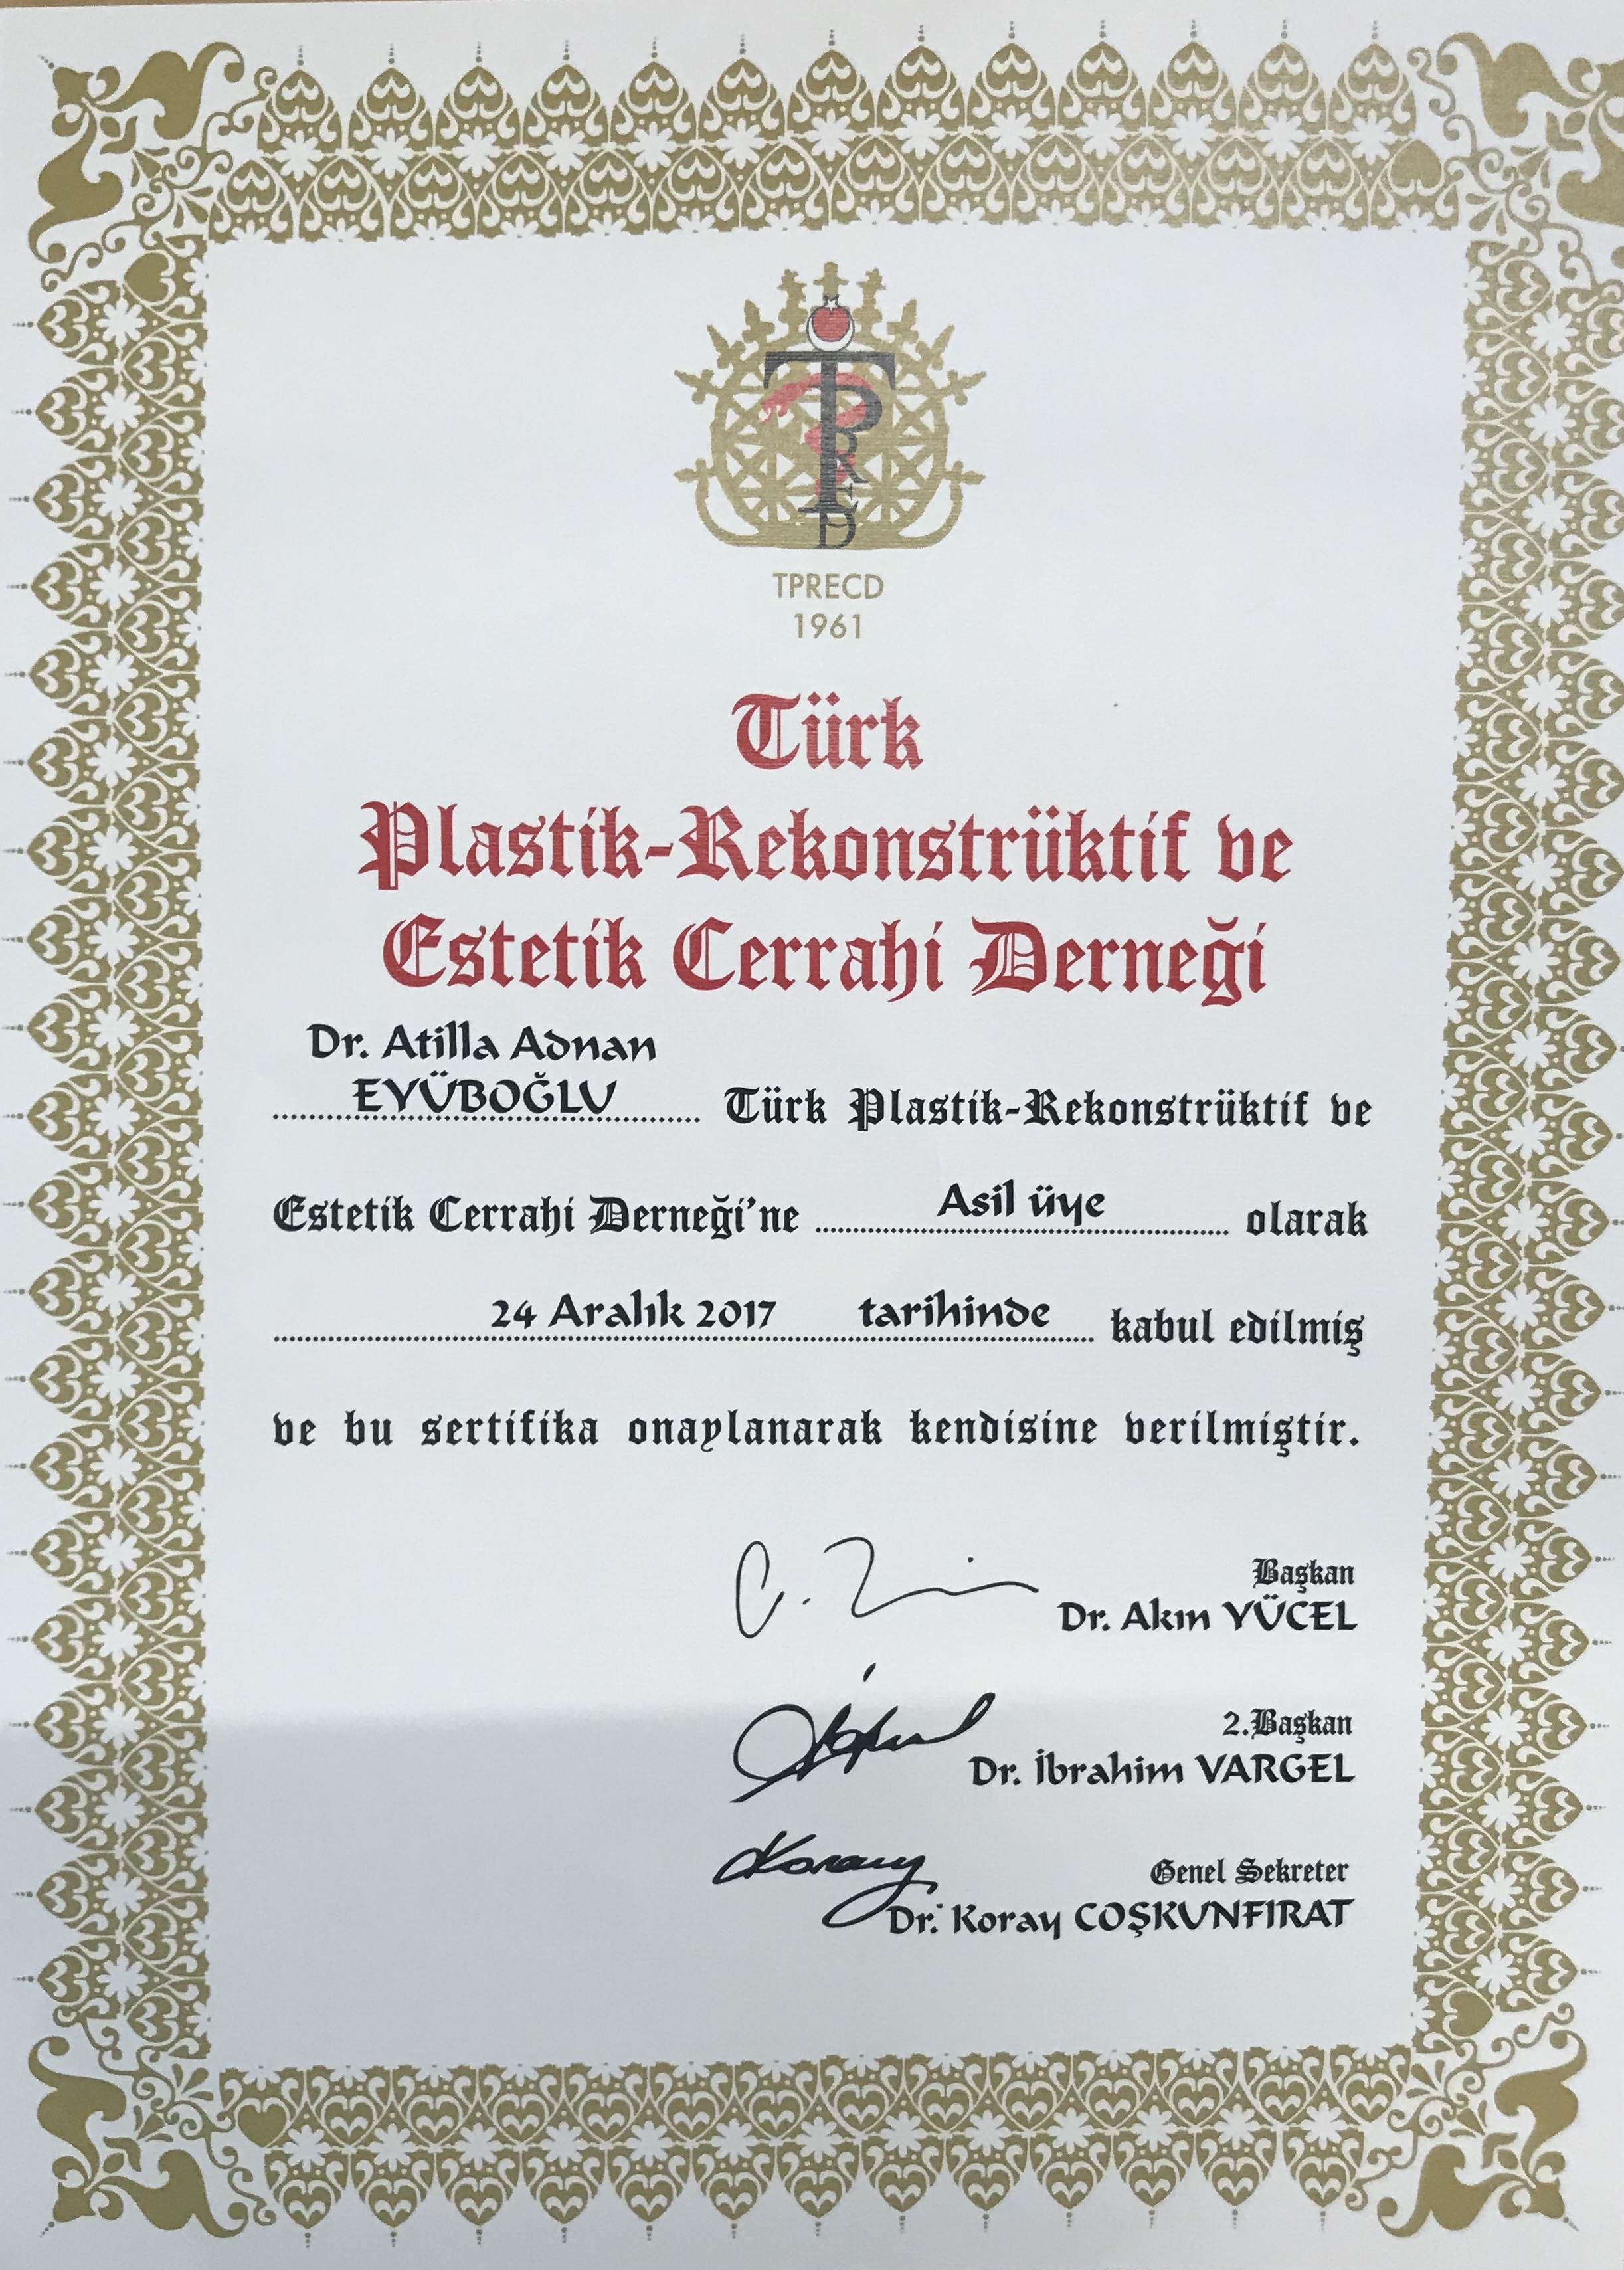 TPRECD
1961
Türk
Plastik-Rekonstrüktif ve
Estetik Cerrahi Derneği
Dr. Atilla Adnan
EYÜBOĞLU Türk Plastik-Rekonstrüktif ve
Estetik Cerrahi Derneği'ne Asil üye olarak
24 Aralık 2017 tarihinde kabul edilmiş
ve bu sertifika onaylanarak kendisine verilmiştir.
Başkan
Dr. Akın YÜCEL
2.Başkan
Dr. İbrahim VARGEL
Koray
Genel Sekreter
Dr. Koray COŞKUNFIRAT